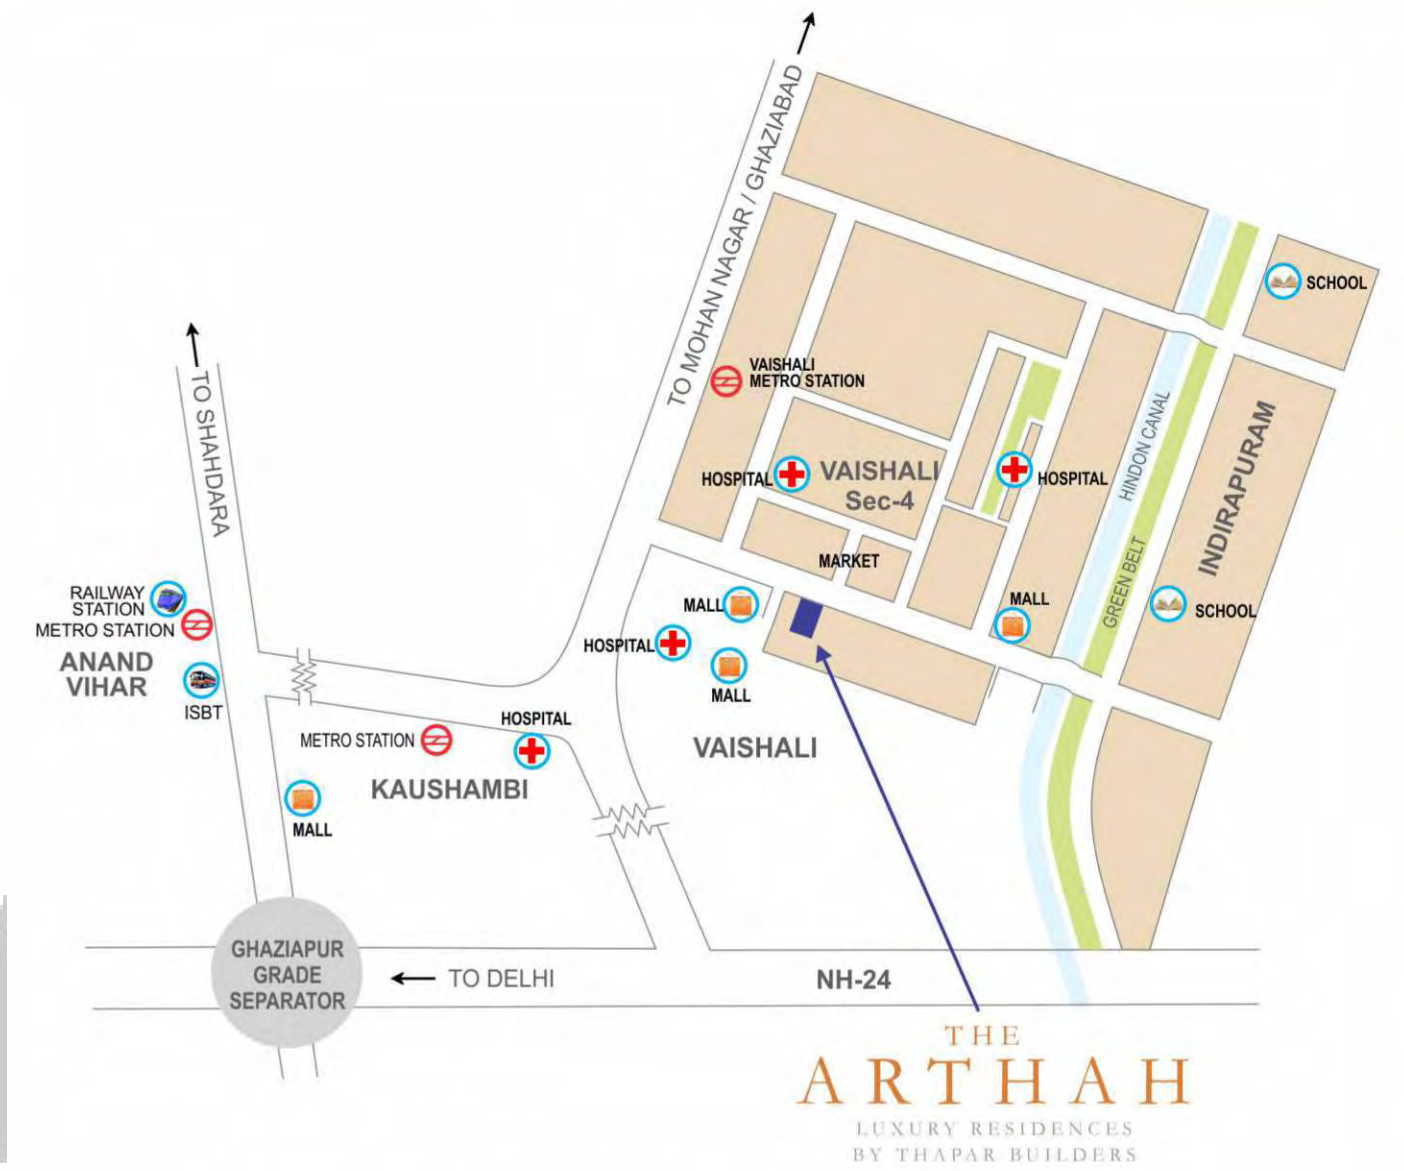 TO MOHAN NAGAR / GHAZIABAD
SCHOOL
TO SHAHDARA
VAISHALI
METRO STATION
HINDON CANAL
INDIRAPURAM
HOSPITAL
VAISHALI
Sec-4
HOSPITAL
MARKET
GREEN BELT
RAILWAY
STATION
METRO STATION
MALL
MALL
SCHOOL
HOSPITAL
ANAND
VIHAR
MALL
ISBT
HOSPITAL
METRO STATION
VAISHALI
KAUSHAMBI
MALL
GHAZIAPUR
GRADE
SEPARATOR
TO DELHI
NH-24
THE
ARTHAH
LUXURY RESIDENCES
BY THAPAR BUILDERS